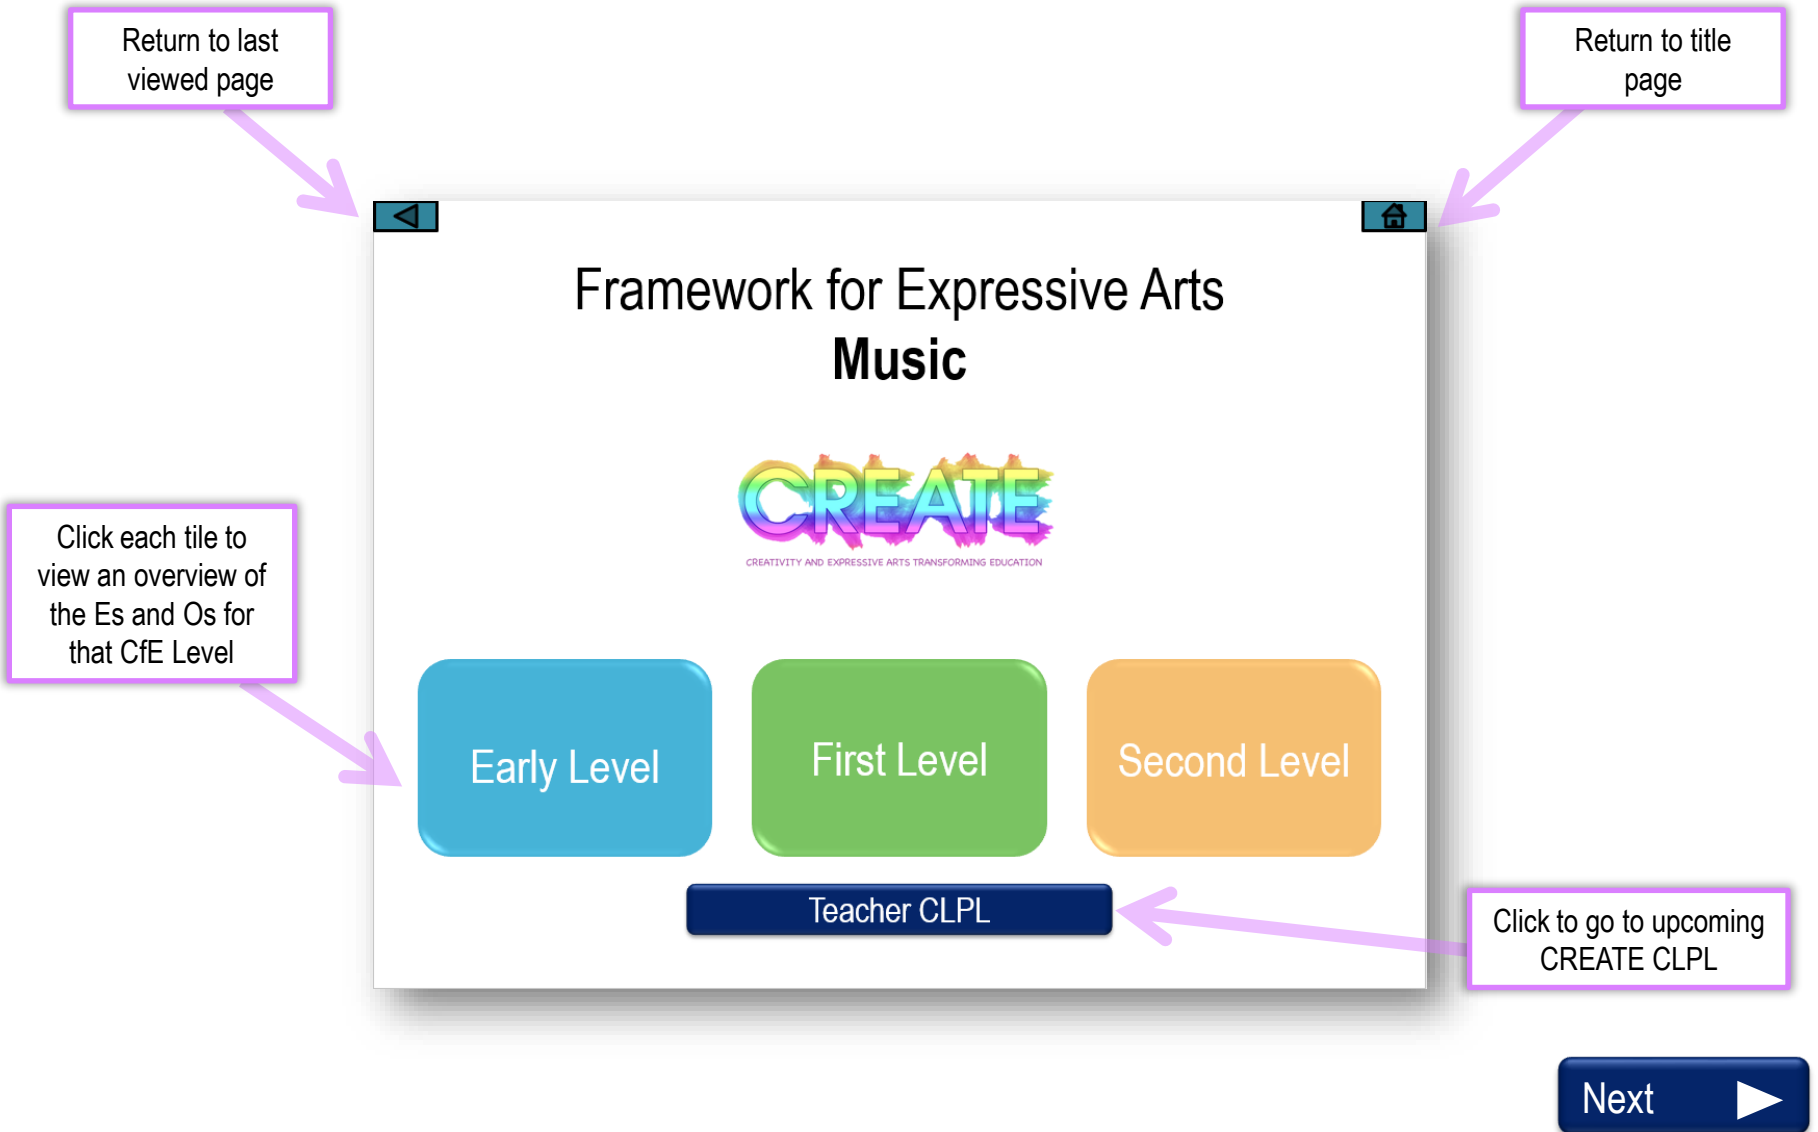 Return to last
viewed page
Return to title
page
Framework for Expressive Arts
Music
CREATE
CREATIVITY AND EXPRESSIVE ARTS TRANSFORMING EDUCATION
Click each tile to
view an overview of
the Es and Os for
that CfE Level
Early Level
First Level
Second Level
Teacher CLPL
Click to go to upcoming
CREATE CLPL
Next